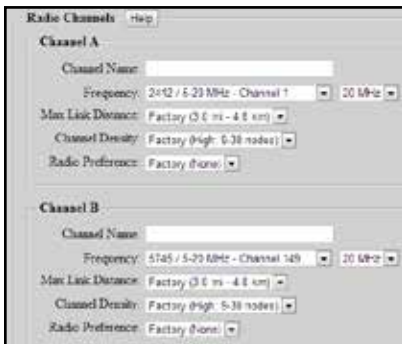 Radio Channels Help
Channel A
Channel Name:
Frequency: 2412 / 5-20 MHz - Channel 1 20 MHz
Max Link Distance: Factory (3.0 mi - 4.8 km)
Channel Density: Factory (High: 6-30 nodes)
Radio Preference: Factory (None)
Channel B
Channel Name:
Frequency: 5745 / 5-20 MHz - Channel 149 20 MHz
Max Link Distance: Factory (3.0 mi - 4.8 km)
Channel Density: Factory (High: 6-30 nodes)
Radio Preference: Factory (None)